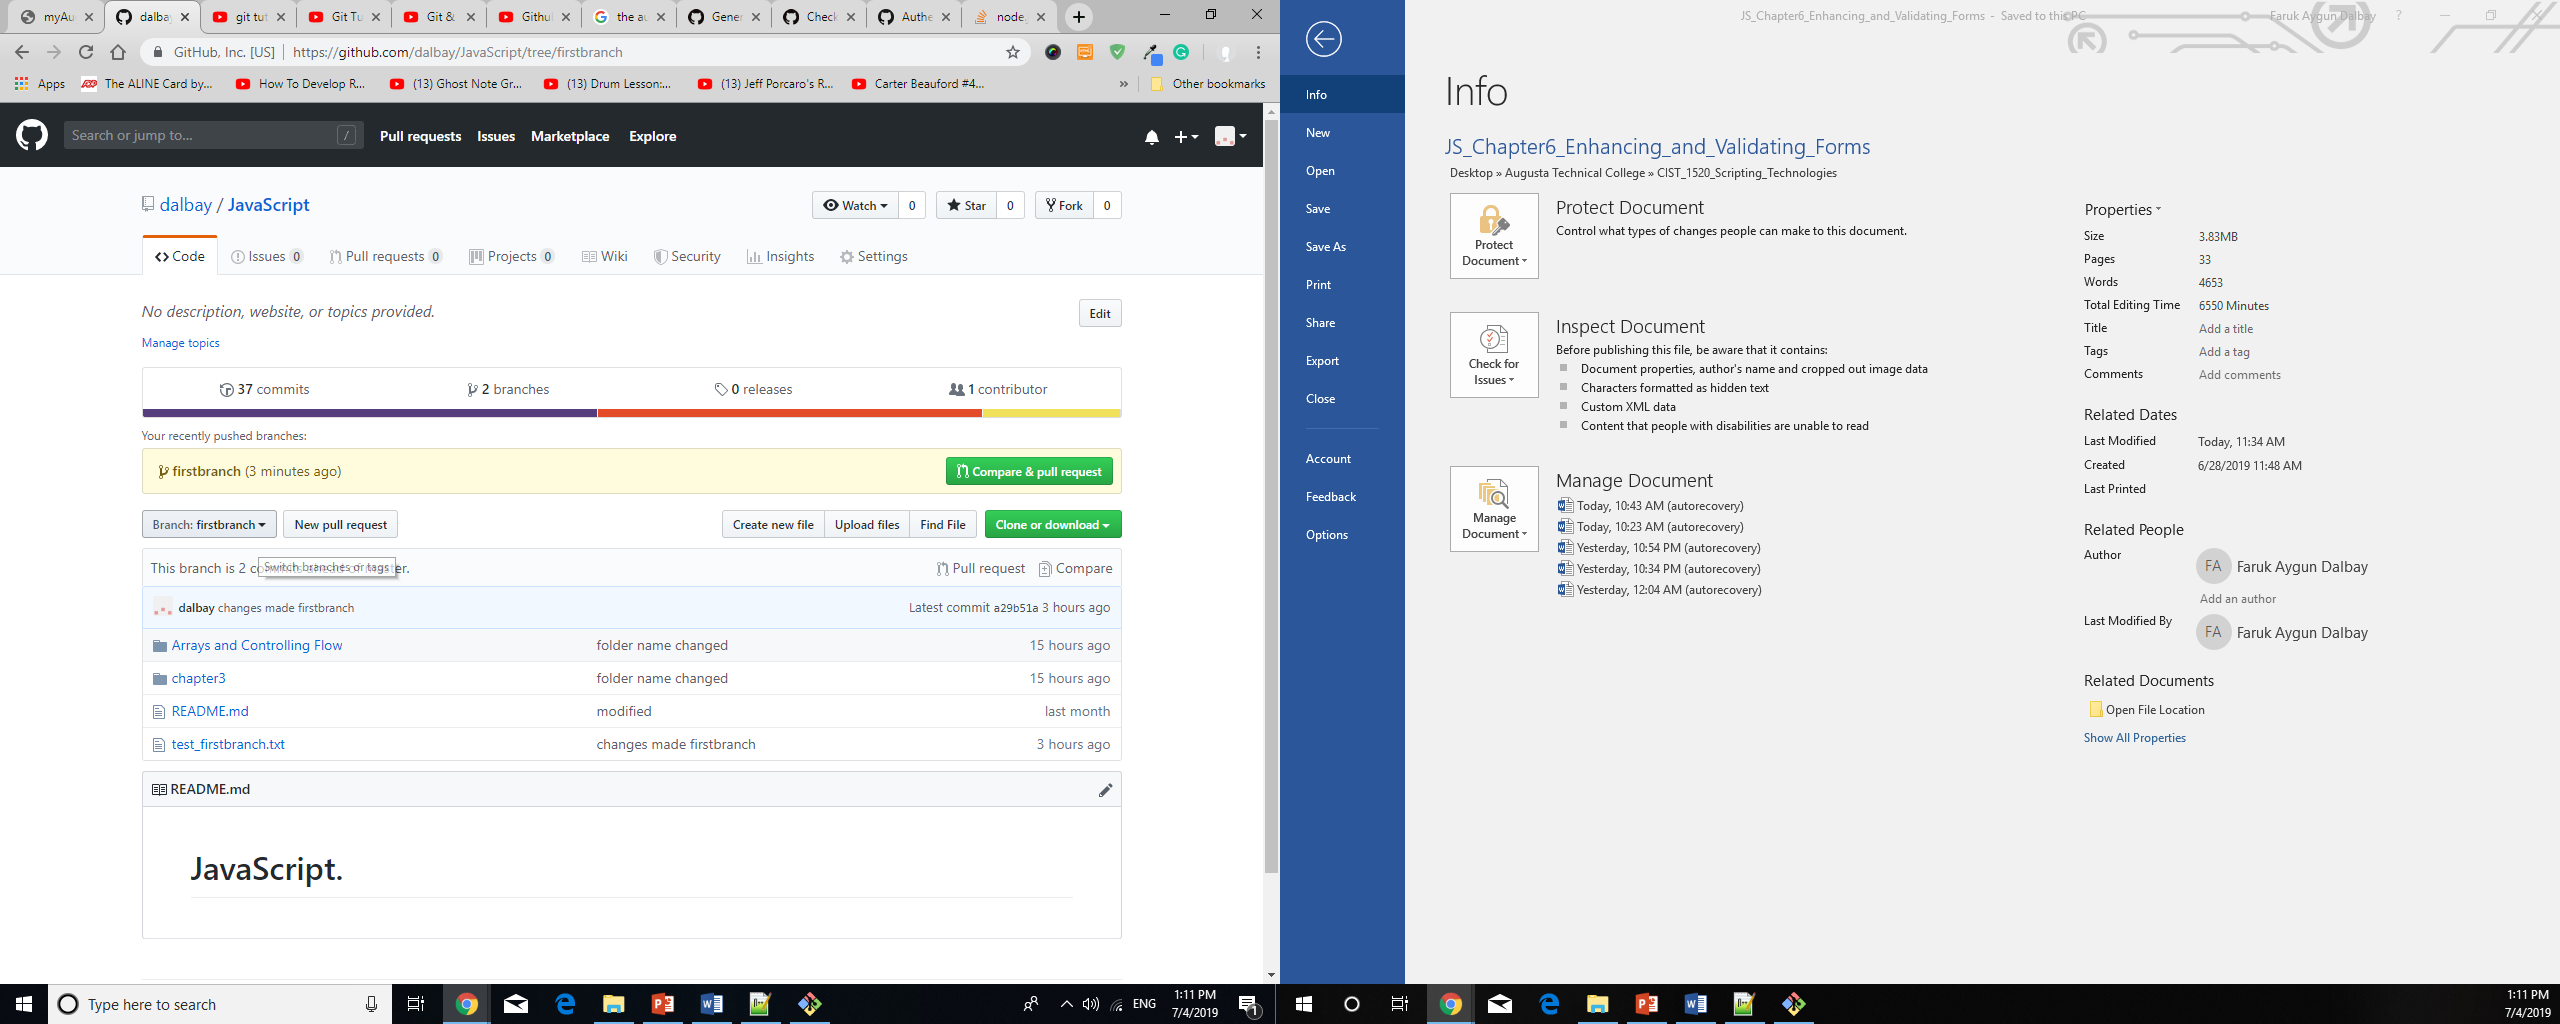 myAu
dalbay
git tut
Git Tu
Git &
Github
the au
Gener
Check
Authe
node.
GitHub, Inc. [US] | https://github.com/dalbay/JavaScript/tree/firstbranch
Apps
The ALINE Card by...
How To Develop R...
(13) Ghost Note Gr...
(13) Drum Lesson:...
(13) Jeff Porcaro's R...
Carter Beauford #4...
»
Other bookmarks
Search or jump to...
/
Pull requests
Issues
Marketplace
Explore
dalbay / JavaScript
Watch 0
Star 0
Fork 0
Code
Issues 0
Pull requests 0
Projects 0
Wiki
Security
Insights
Settings
No description, website, or topics provided.
Edit
Manage topics
37 commits
2 branches
0 releases
1 contributor
Your recently pushed branches:
firstbranch (3 minutes ago)
Compare & pull request
Branch: firstbranch
New pull request
Create new file
Upload files
Find File
Clone or download
This branch is 2
Switch branches or tags
Pull request
Compare
dalbay changes made firstbranch
Latest commit a29b51a 3 hours ago
Arrays and Controlling Flow
folder name changed
15 hours ago
chapter3
folder name changed
15 hours ago
README.md
modified
last month
test_firstbranch.txt
changes made firstbranch
3 hours ago
README.md
JavaScript.
Type here to search
ENG
1:11 PM
7/4/2019
1
JS_Chapter6_Enhancing_and_Validating_Forms - Saved to this PC
Faruk Aygun Dalbay
?
Info
New
Open
Save
Save As
Print
Share
Export
Close
Account
Feedback
Options
Info
JS_Chapter6_Enhancing_and_Validating_Forms
Desktop » Augusta Technical College » CIST_1520_Scripting_Technologies
Protect
Document
Protect Document
Control what types of changes people can make to this document.
Check for
Issues
Inspect Document
Before publishing this file, be aware that it contains:
Document properties, author's name and cropped out image data
Characters formatted as hidden text
Custom XML data
Content that people with disabilities are unable to read
Manage
Document
Manage Document
Today, 10:43 AM (autorecovery)
Today, 10:23 AM (autorecovery)
Yesterday, 10:54 PM (autorecovery)
Yesterday, 10:34 PM (autorecovery)
Yesterday, 12:04 AM (autorecovery)
Properties
Size 3.83MB
Pages 33
Words 4653
Total Editing Time 6550 Minutes
Title Add a title
Tags Add a tag
Comments Add comments
Related Dates
Last Modified Today, 11:34 AM
Created 6/28/2019 11:48 AM
Last Printed
Related People
Author
FA Faruk Aygun Dalbay
Add an author
Last Modified By
FA Faruk Aygun Dalbay
Related Documents
Open File Location
Show All Properties
1:11 PM
7/4/2019